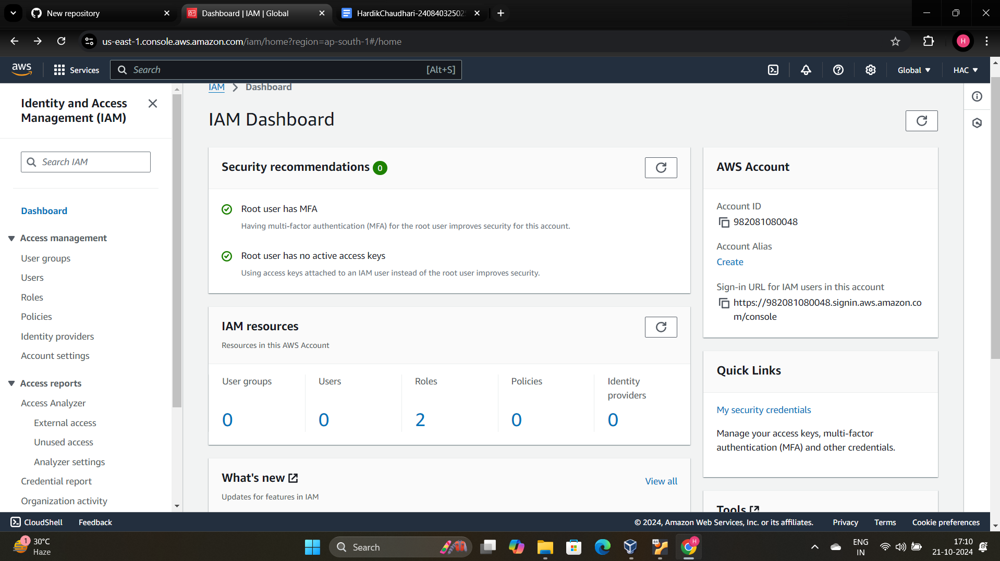 New repository
Dashboard | IAM | Global
HardikChaudhari-2408403250
us-east-1.console.aws.amazon.com/iam/home?region=ap-south-1#/home
H
aws
Services
Search
[Alt+S]
Global
HAC
Identity and Access
Management (IAM)
Search IAM
Dashboard
Access management
User groups
Users
Roles
Policies
Identity providers
Account settings
Access reports
Access Analyzer
External access
Unused access
Analyzer settings
Credential report
Organization activity
IAM > Dashboard
IAM Dashboard
Security recommendations 0
Root user has MFA
Having multi-factor authentication (MFA) for the root user improves security for this account.
Root user has no active access keys
Using access keys attached to an IAM user instead of the root user improves security.
IAM resources
Resources in this AWS Account
User groups
0
Users
0
Roles
2
Policies
0
Identity
providers
0
What's new
View all
Updates for features in IAM
AWS Account
Account ID
982081080048
Account Alias
Create
Sign-in URL for IAM users in this account
https://982081080048.signin.aws.amazon.co
m/console
Quick Links
My security credentials
Manage your access keys, multi-factor
authentication (MFA) and other credentials.
Tools
CloudShell
Feedback
© 2024, Amazon Web Services, Inc. or its affiliates.
Privacy
Terms
Cookie preferences
1
30°C
Haze
Search
64
H
ENG
IN
17:10
21-10-2024